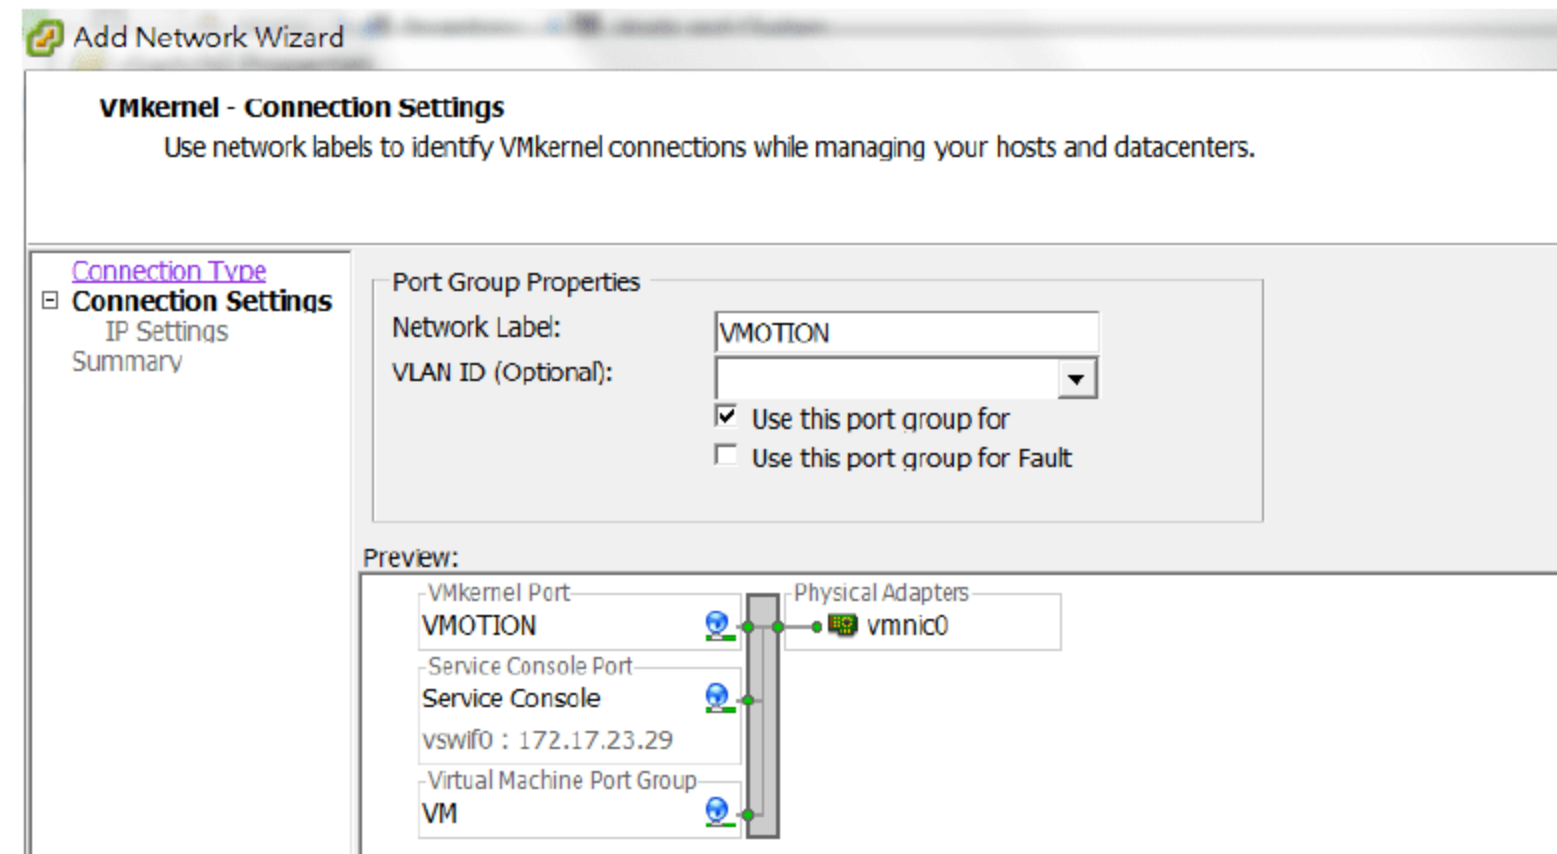 Add Network Wizard
VMkernel - Connection Settings
Use network labels to identify VMkernel connections while managing your hosts and datacenters.
Connection Type
Connection Settings
IP Settings
Summary
Port Group Properties
Network Label:
VMOTION
VLAN ID (Optional):
Use this port group for
Use this port group for Fault
Preview:
VMkernel Port
VMOTION
Physical Adapters
vmnic0
Service Console Port
Service Console
vswif0 : 172.17.23.29
Virtual Machine Port Group
VM